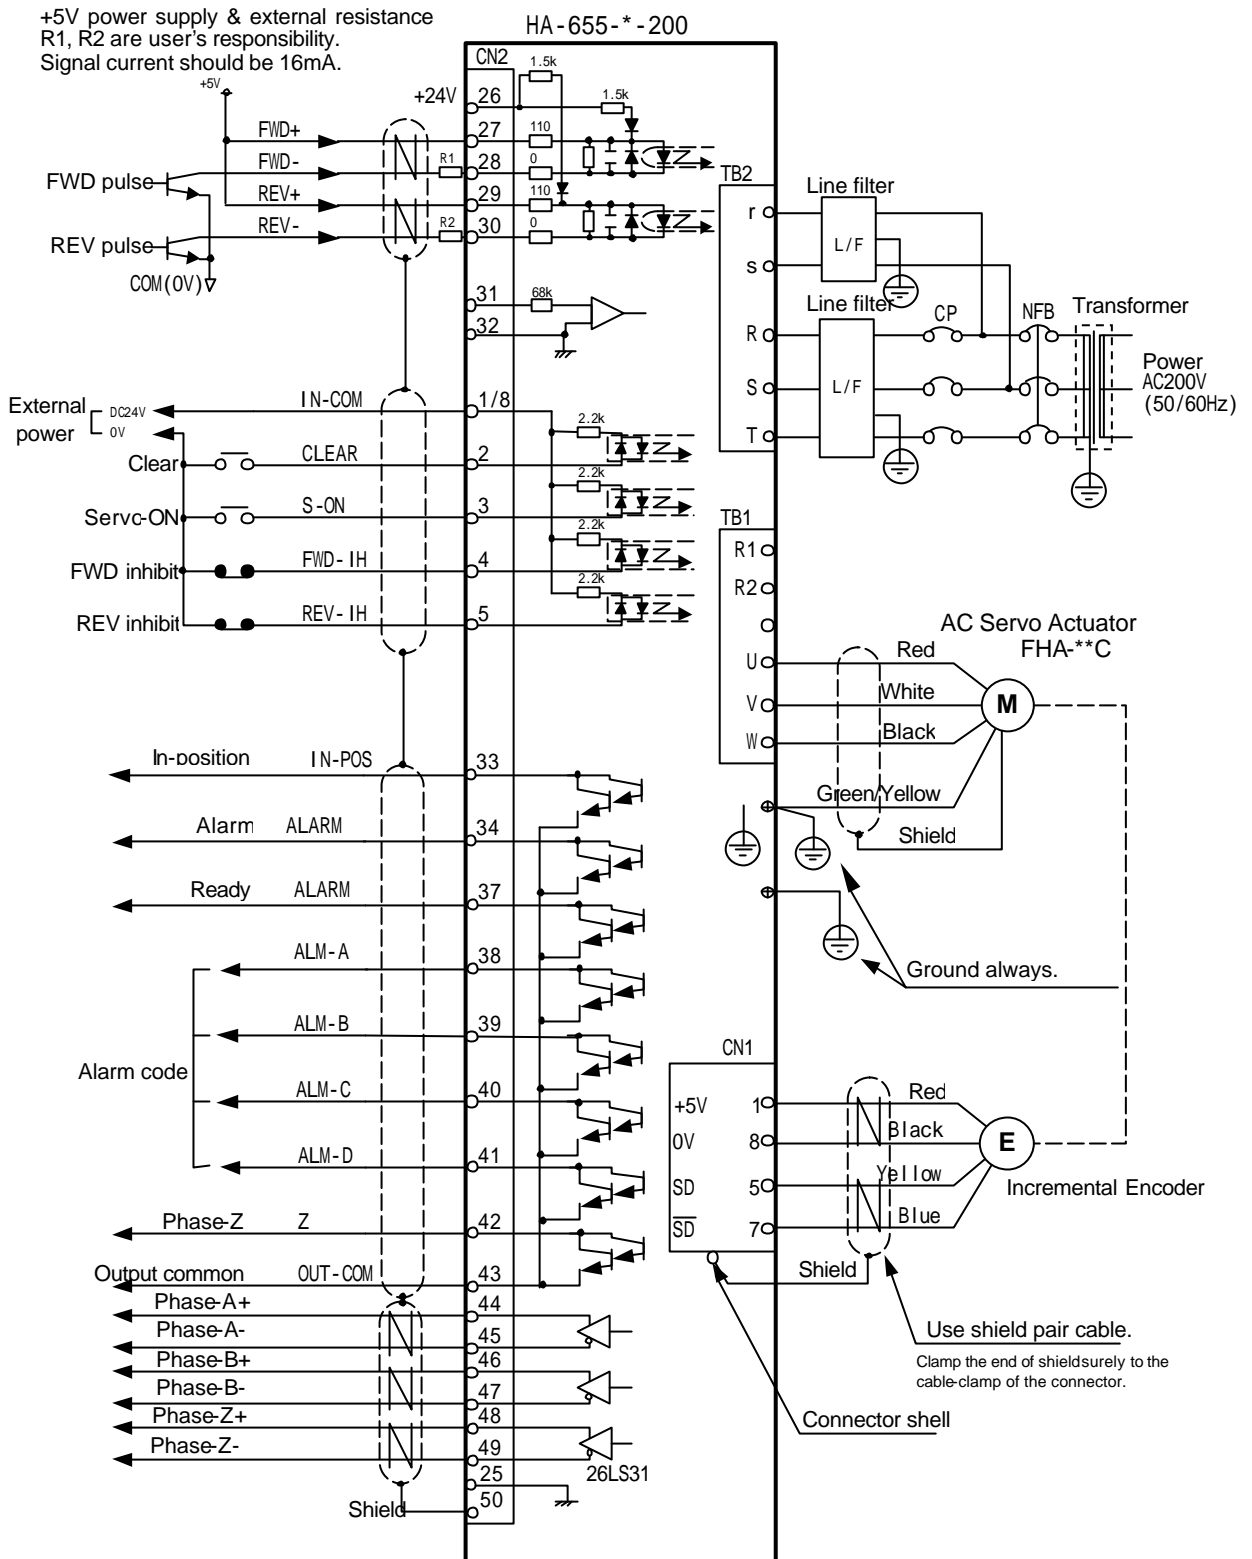 +5V power supply & external resistance
R1, R2 are user's responsibility.
Signal current should be 16mA.
HA-655-*-200
+5V
CN2
1.5k
+24V
26
1.5k
FWD+
27
110
FWD-
R1
28
0
FWD pulse
REV+
29
110
REV-
R2
30
0
REV pulse
COM(0V)
31
68k
32
External
power
DC24V
0V
IN-COM
1/8
2.2k
Clear
CLEAR
2
2.2k
Servo-ON
S-ON
3
2.2k
FWD inhibit
FWD-IH
4
2.2k
REV inhibit
REV-IH
5
In-position
IN-POS
33
Alarm
ALARM
34
Ready
ALARM
37
ALM-A
38
ALM-B
39
Alarm code
ALM-C
40
ALM-D
41
Phase-Z
Z
42
Output common
OUT-COM
43
Phase-A+
44
Phase-A-
45
Phase-B+
46
Phase-B-
47
Phase-Z+
48
Phase-Z-
49
26LS31
25
Shield
50
TB2
r
s
R
S
T
Line filter
L/F
Line filter
L/F
CP
NFB
Transformer
Power
AC200V
(50/60Hz)
TB1
R1
R2
U
V
W
AC Servo Actuator
FHA-**C
Red
White
Black
M
Green/Yellow
Shield
Ground always.
CN1
+5V
1
Red
0V
8
Black
SD
5
Yellow
SD
7
Blue
E
Incremental Encoder
Shield
Use shield pair cable.
Clamp the end of shieldsurely to the
cable-clamp of the connector.
Connector shell